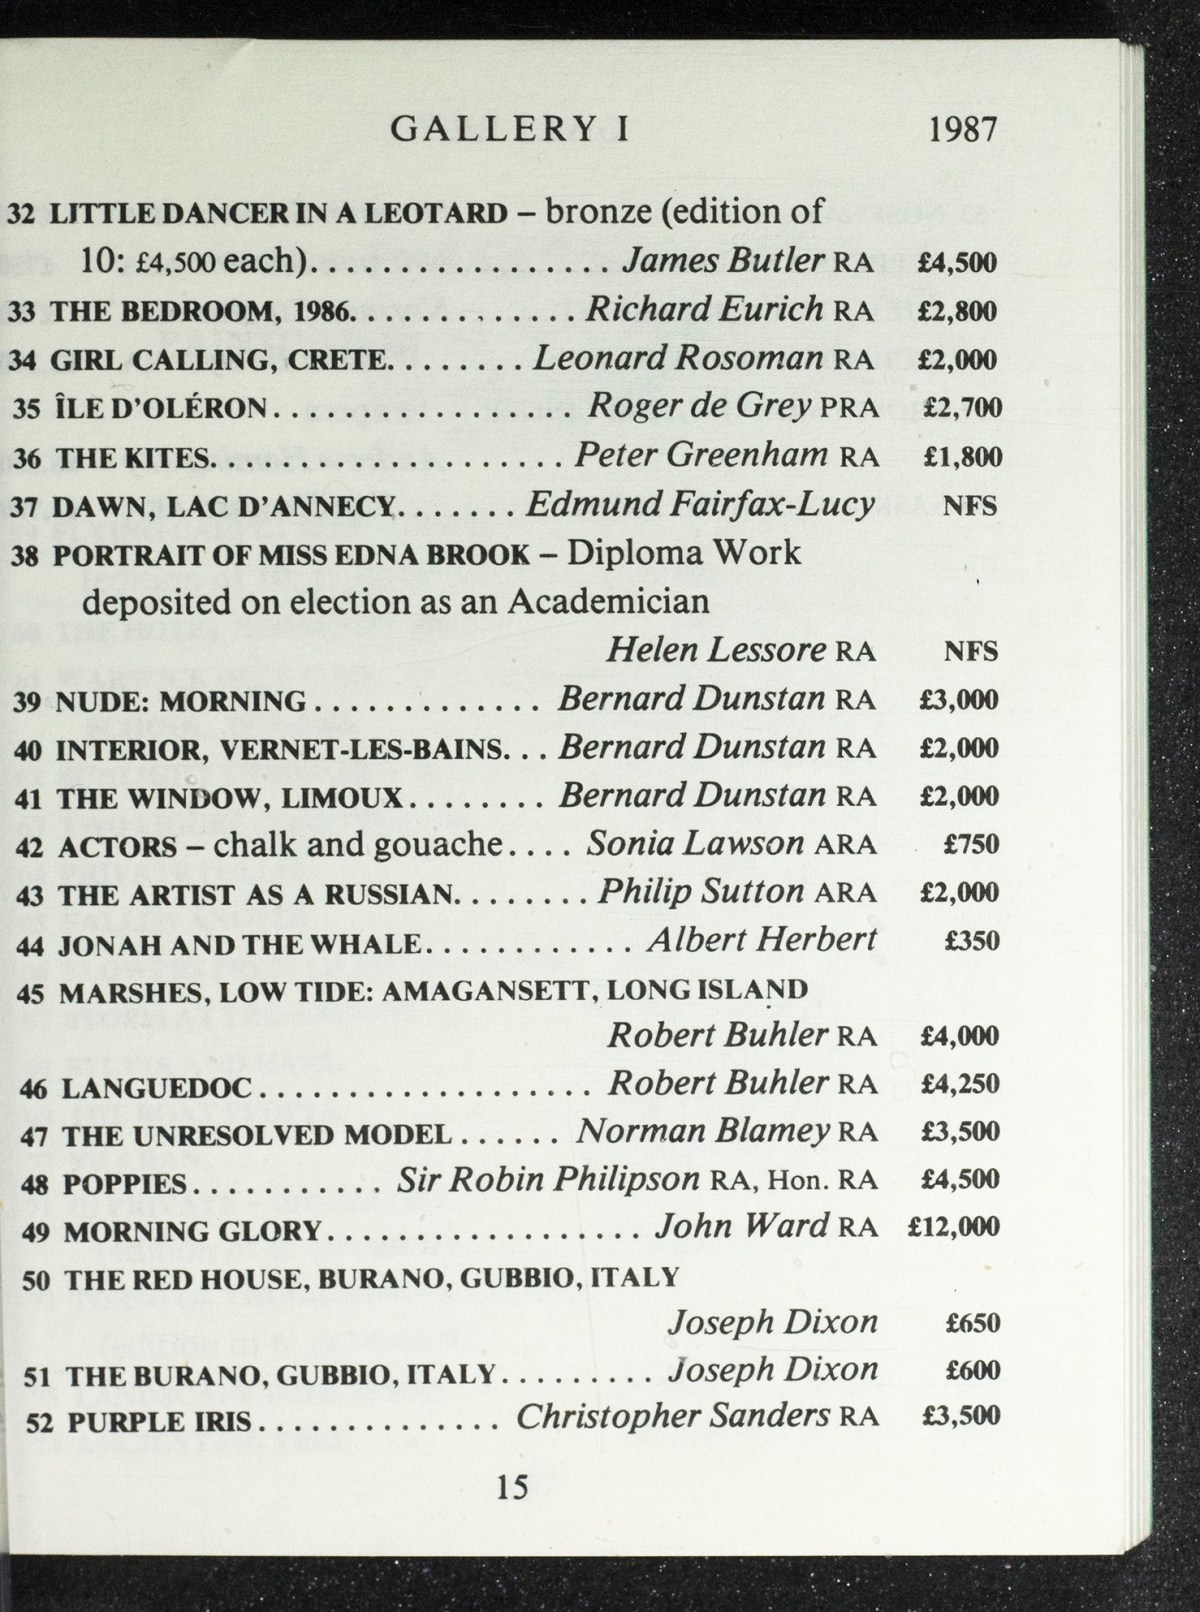 GALLERY I 1987
32 LITTLE DANCER IN A LEOTARD – bronze (edition of
10: £4,500 each)................. James Butler RA £4,500
33 THE BEDROOM, 1986............. Richard Eurich RA £2,800
34 GIRL CALLING, CRETE........ Leonard Rosoman RA £2,000
35 ÎLE D'OLÉRON................. Roger de Grey PRA £2,700
36 THE KITES.................... Peter Greenham RA £1,800
37 DAWN, LAC D'ANNECY....... Edmund Fairfax-Lucy NFS
38 PORTRAIT OF MISS EDNA BROOK – Diploma Work
deposited on election as an Academician
Helen Lessore RA NFS
39 NUDE: MORNING............. Bernard Dunstan RA £3,000
40 INTERIOR, VERNET-LES-BAINS... Bernard Dunstan RA £2,000
41 THE WINDOW, LIMOUX........ Bernard Dunstan RA £2,000
42 ACTORS – chalk and gouache.... Sonia Lawson ARA £750
43 THE ARTIST AS A RUSSIAN........ Philip Sutton ARA £2,000
44 JONAH AND THE WHALE............ Albert Herbert £350
45 MARSHES, LOW TIDE: AMAGANSETT, LONG ISLAND
Robert Buhler RA £4,000
46 LANGUEDOC................... Robert Buhler RA £4,250
47 THE UNRESOLVED MODEL...... Norman Blamey RA £3,500
48 POPPIES........... Sir Robin Philipson RA, Hon. RA £4,500
49 MORNING GLORY.................. John Ward RA £12,000
50 THE RED HOUSE, BURANO, GUBBIO, ITALY
Joseph Dixon £650
51 THE BURANO, GUBBIO, ITALY......... Joseph Dixon £600
52 PURPLE IRIS.............. Christopher Sanders RA £3,500
15